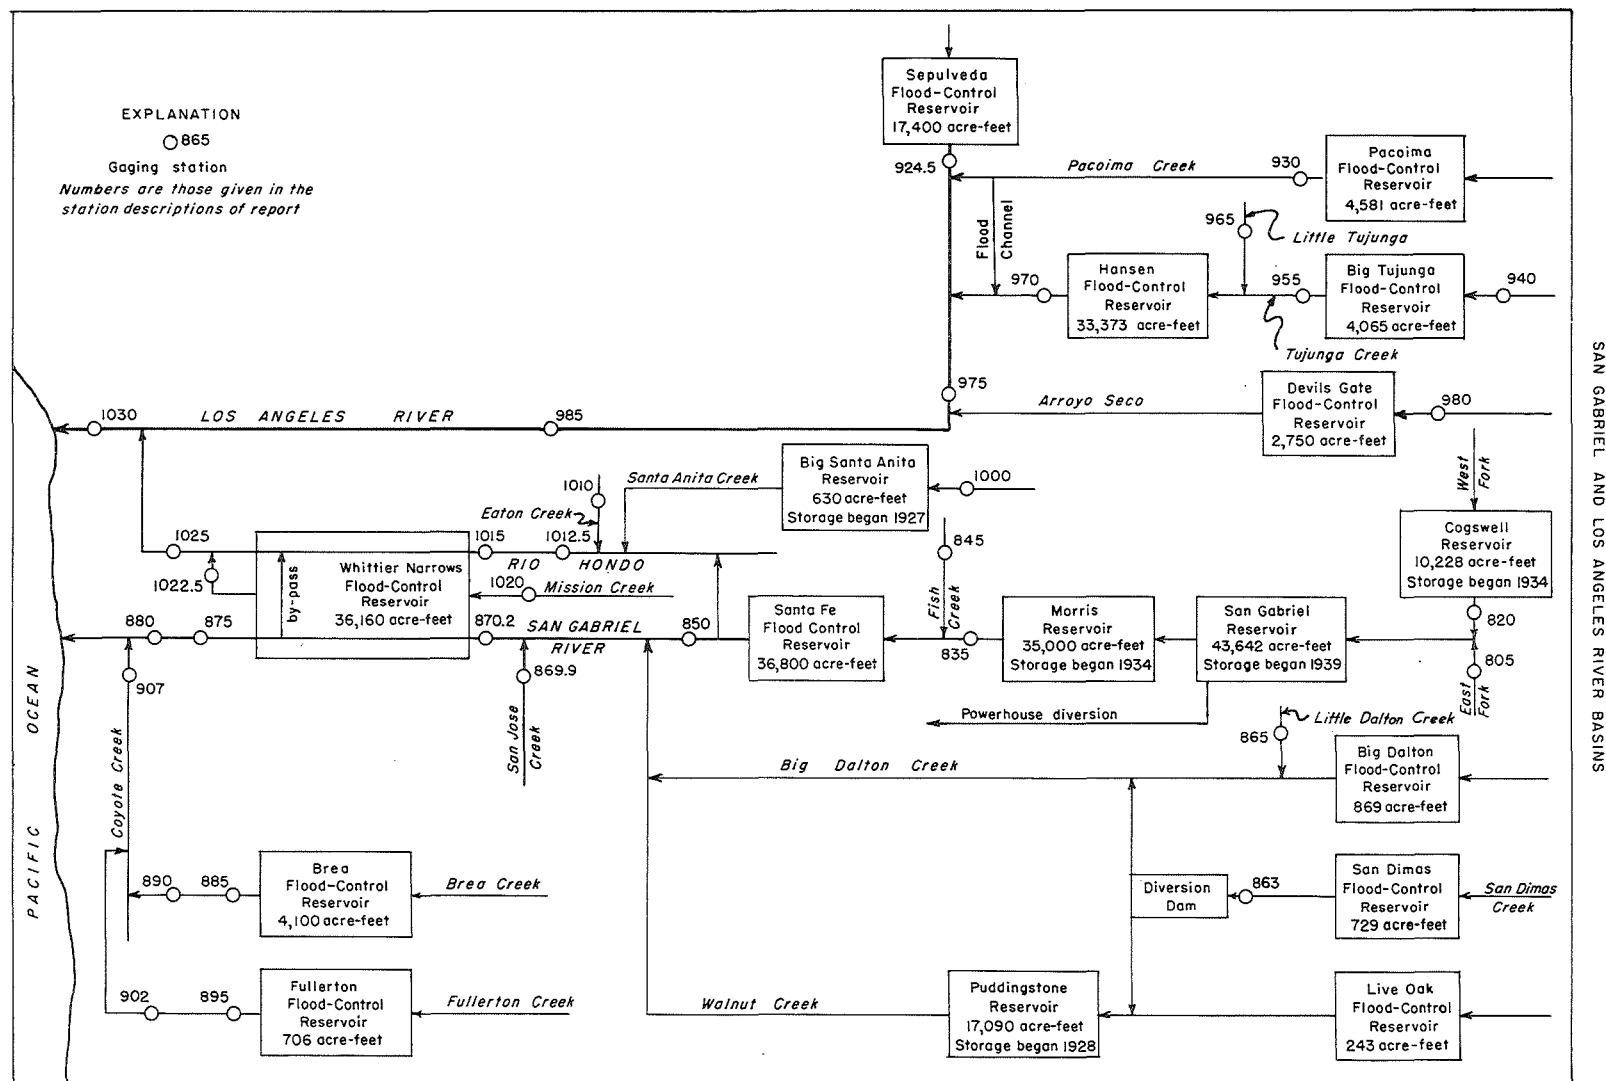 EXPLANATION
865
Gaging station
Numbers are those given in the
station descriptions of report
Sepulveda
Flood-Control
Reservoir
17,400 acre-feet
924.5
Pacoima Creek
930
Pacoima
Flood-Control
Reservoir
4,581 acre-feet
Flood
Channel
965
Little Tujunga
970
Hansen
Flood-Control
Reservoir
33,373 acre-feet
955
Big Tujunga
Flood-Control
Reservoir
4,065 acre-feet
940
Tujunga Creek
975
Arroyo Seco
Devils Gate
Flood-Control
Reservoir
2,750 acre-feet
980
1030
LOS ANGELES RIVER
985
Big Santa Anita
Reservoir
630 acre-feet
Storage began 1927
1000
Santa Anita Creek
1010
Eaton Creek
West
Fork
1025
1015
1012.5
RIO HONDO
845
Fish
Creek
Cogswell
Reservoir
10,228 acre-feet
Storage began 1934
1022.5
by-pass
Whittier Narrows
Flood-Control
Reservoir
36,160 acre-feet
1020
Mission Creek
820
880
875
870.2
SAN GABRIEL
RIVER
850
Santa Fe
Flood Control
Reservoir
36,800 acre-feet
835
Morris
Reservoir
35,000 acre-feet
Storage began 1934
San Gabriel
Reservoir
43,642 acre-feet
Storage began 1939
805
East
Fork
907
869.9
San Jose
Creek
Powerhouse diversion
Little Dalton Creek
865
Big Dalton Creek
Big Dalton
Flood-Control
Reservoir
869 acre-feet
Coyote Creek
890
885
Brea
Flood-Control
Reservoir
4,100 acre-feet
Brea Creek
Diversion
Dam
863
San Dimas
Flood-Control
Reservoir
729 acre-feet
San Dimas
Creek
902
895
Fullerton
Flood-Control
Reservoir
706 acre-feet
Fullerton Creek
Walnut Creek
Puddingstone
Reservoir
17,090 acre-feet
Storage began 1928
Live Oak
Flood-Control
Reservoir
243 acre-feet
PACIFIC OCEAN
SAN GABRIEL AND LOS ANGELES RIVER BASINS